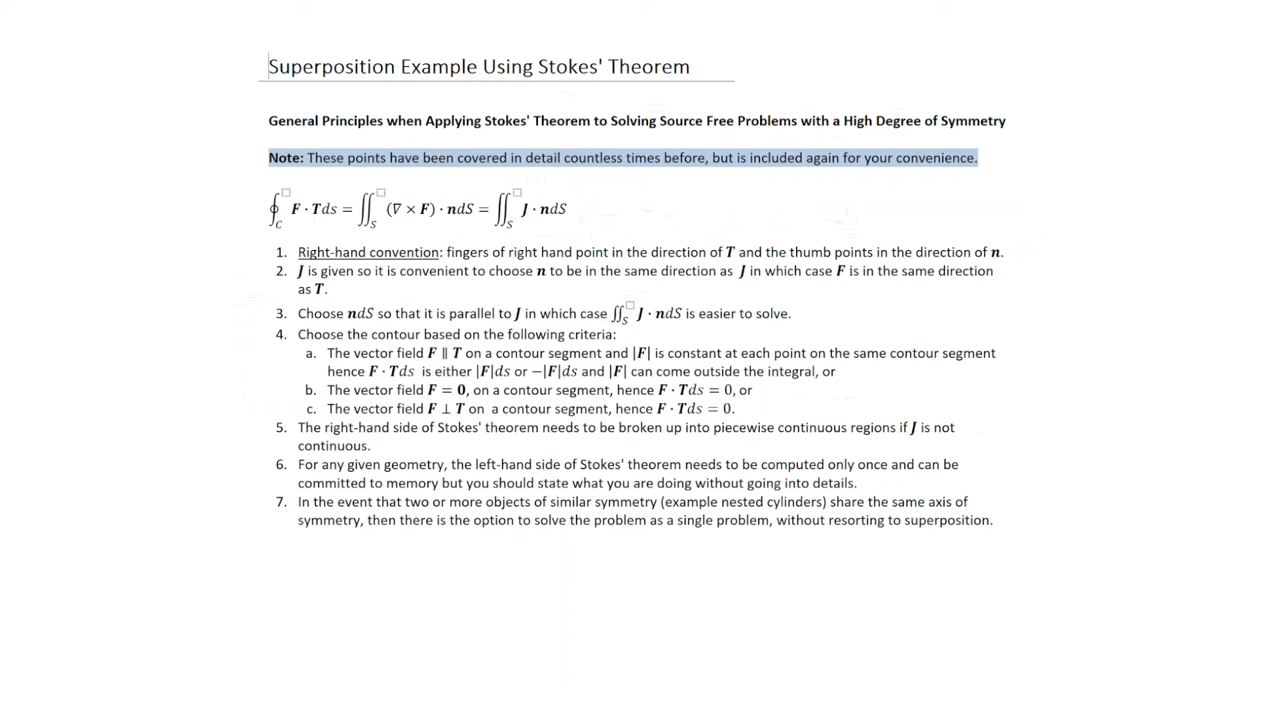 Superposition Example Using Stokes' Theorem
General Principles when Applying Stokes' Theorem to Solving Source Free Problems with a High Degree of Symmetry
Note: These points have been covered in detail countless times before, but is included again for your convenience.
∮_C^□ F · Tds = ∬_S^□ (∇ × F) · ndS = ∬_S^□ J · ndS
1. Right-hand convention: fingers of right hand point in the direction of T and the thumb points in the direction of n.
2. J is given so it is convenient to choose n to be in the same direction as J in which case F is in the same direction
as T.
3. Choose ndS so that it is parallel to J in which case ∬_S^□ J · ndS is easier to solve.
4. Choose the contour based on the following criteria:
a. The vector field F ∥ T on a contour segment and |F| is constant at each point on the same contour segment
hence F · Tds is either |F|ds or −|F|ds and |F| can come outside the integral, or
b. The vector field F = 0, on a contour segment, hence F · Tds = 0, or
c. The vector field F ⊥ T on a contour segment, hence F · Tds = 0.
5. The right-hand side of Stokes' theorem needs to be broken up into piecewise continuous regions if J is not
continuous.
6. For any given geometry, the left-hand side of Stokes' theorem needs to be computed only once and can be
committed to memory but you should state what you are doing without going into details.
7. In the event that two or more objects of similar symmetry (example nested cylinders) share the same axis of
symmetry, then there is the option to solve the problem as a single problem, without resorting to superposition.